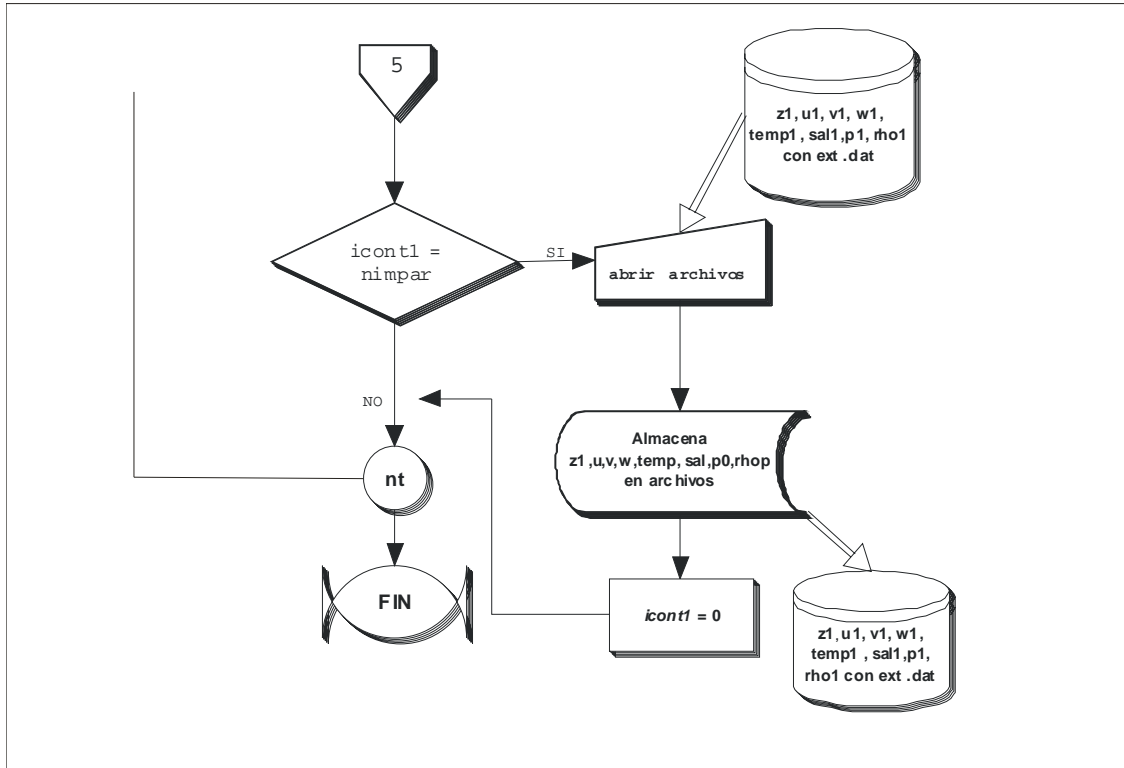 5
z1, u1, v1, w1,
temp1 , sal1,p1, rho1
con ext .dat
icont1 =
nimpar
SI
abrir archivos
NO
Almacena
z1 ,u,v,w,temp, sal,p0,rhop
en archivos
nt
FIN
icont1 = 0
z1, u1, v1, w1,
temp1 , sal1,p1,
rho1 con ext .dat